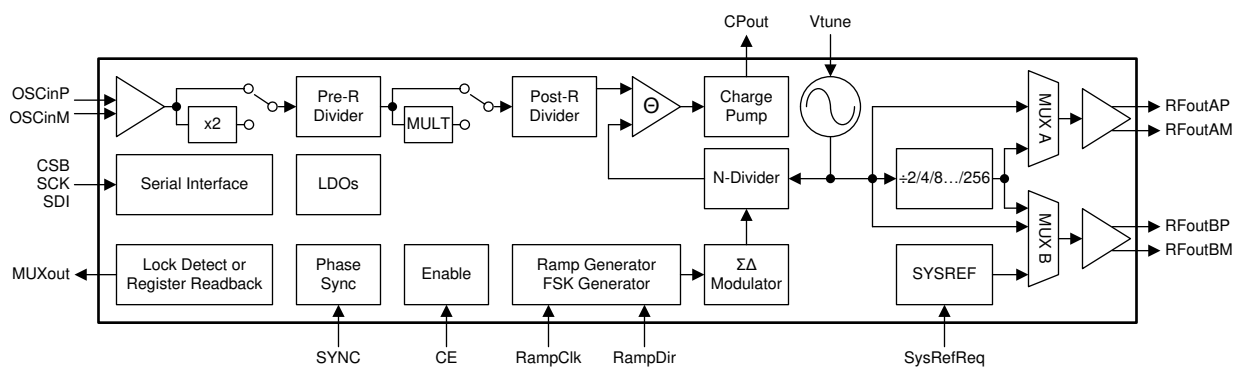 CPout
Vtune
OSCinP
OSCinM
x2
Pre-R
Divider
MULT
Post-R
Divider
Θ
Charge
Pump
MUX A
RFoutAP
RFoutAM
CSB
SCK
SDI
Serial Interface
LDOs
N-Divider
÷2/4/8.../256
MUX B
RFoutBP
RFoutBM
MUXout
Lock Detect or
Register Readback
Phase
Sync
Enable
Ramp Generator
FSK Generator
ΣΔ
Modulator
SYSREF
SYNC
CE
RampClk
RampDir
SysRefReq